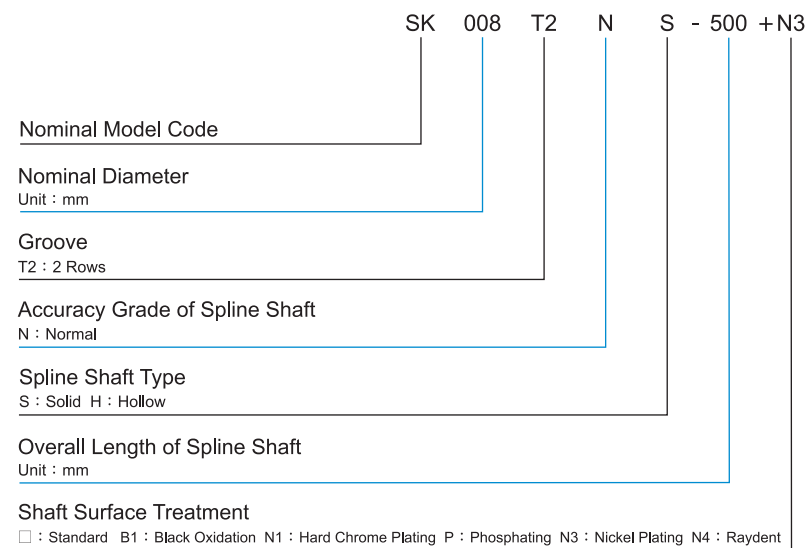 SK 008 T2 N S - 500 +N3
Nominal Model Code
Nominal Diameter
Unit：mm
Groove
T2：2 Rows
Accuracy Grade of Spline Shaft
N：Normal
Spline Shaft Type
S：Solid H：Hollow
Overall Length of Spline Shaft
Unit：mm
Shaft Surface Treatment
□：Standard B1：Black Oxidation N1：Hard Chrome Plating P：Phosphating N3：Nickel Plating N4：Raydent